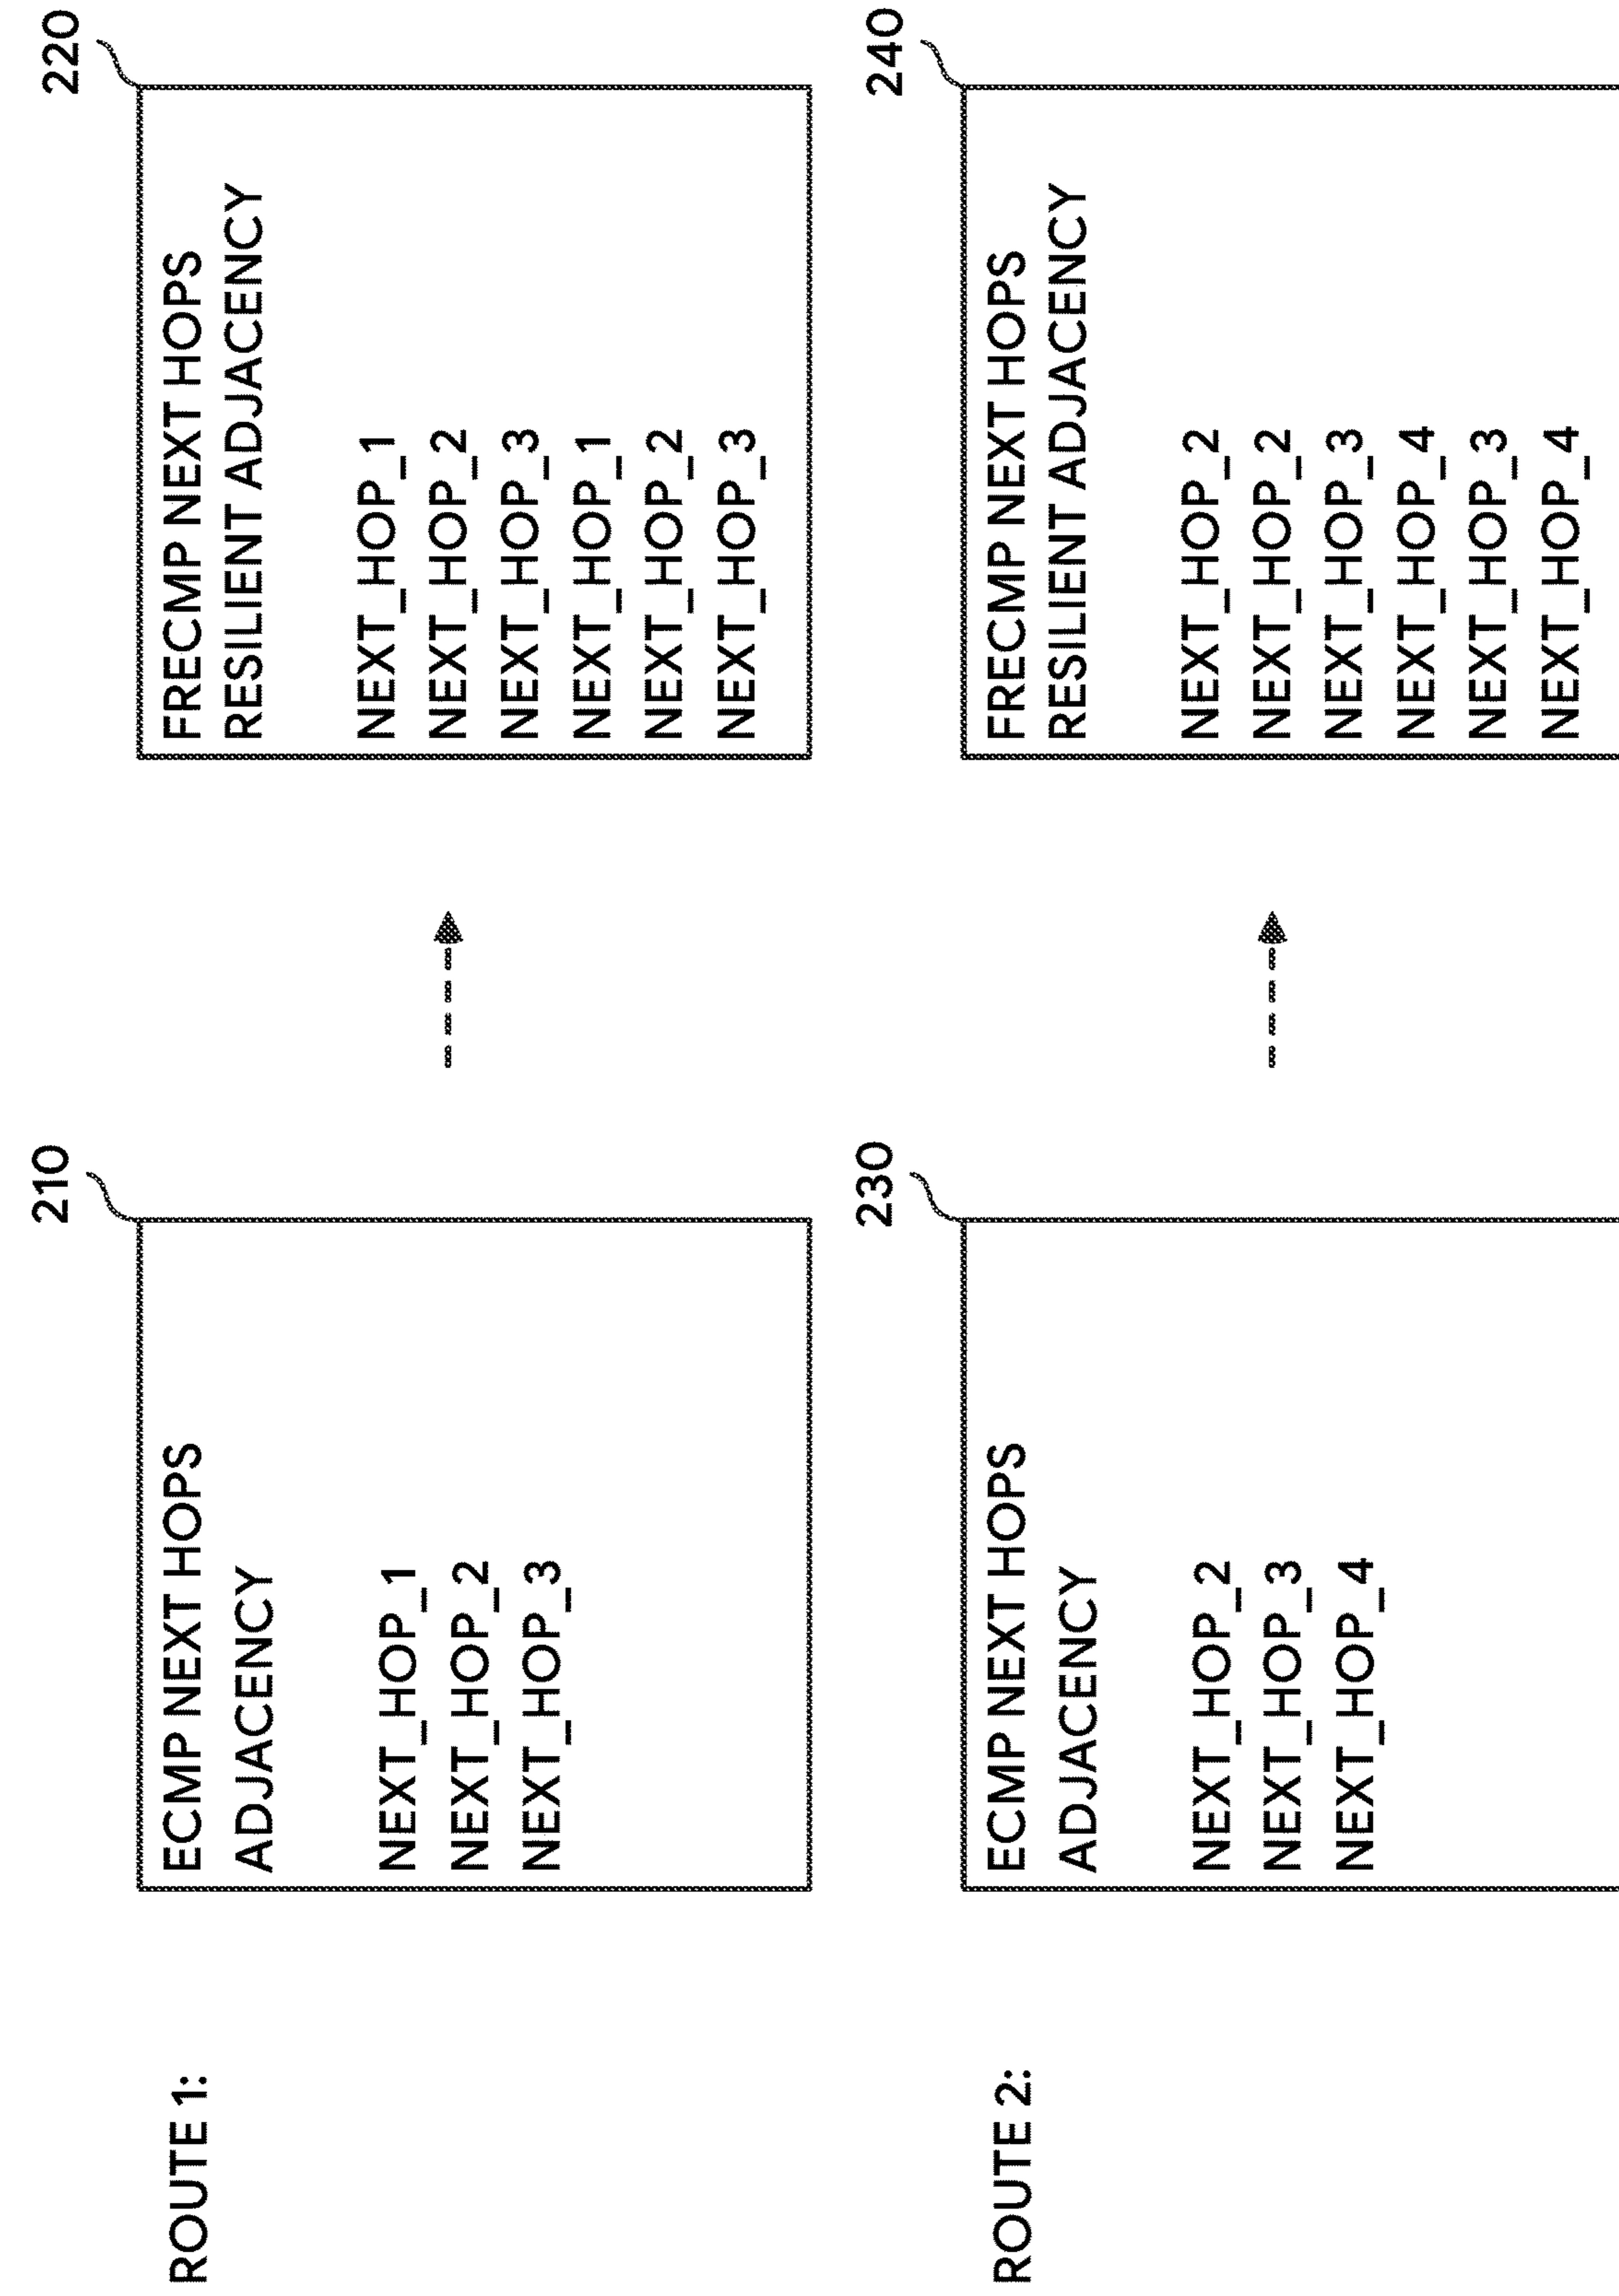 ROUTE 1:
210
ECMP NEXT HOPS
ADJACENCY
NEXT_HOP_1
NEXT_HOP_2
NEXT_HOP_3
220
FRECMP NEXT HOPS
RESILIENT ADJACENCY
NEXT_HOP_1
NEXT_HOP_2
NEXT_HOP_3
NEXT_HOP_1
NEXT_HOP_2
NEXT_HOP_3
ROUTE 2:
230
ECMP NEXT HOPS
ADJACENCY
NEXT_HOP_2
NEXT_HOP_3
NEXT_HOP_4
240
FRECMP NEXT HOPS
RESILIENT ADJACENCY
NEXT_HOP_2
NEXT_HOP_2
NEXT_HOP_3
NEXT_HOP_4
NEXT_HOP_3
NEXT_HOP_4